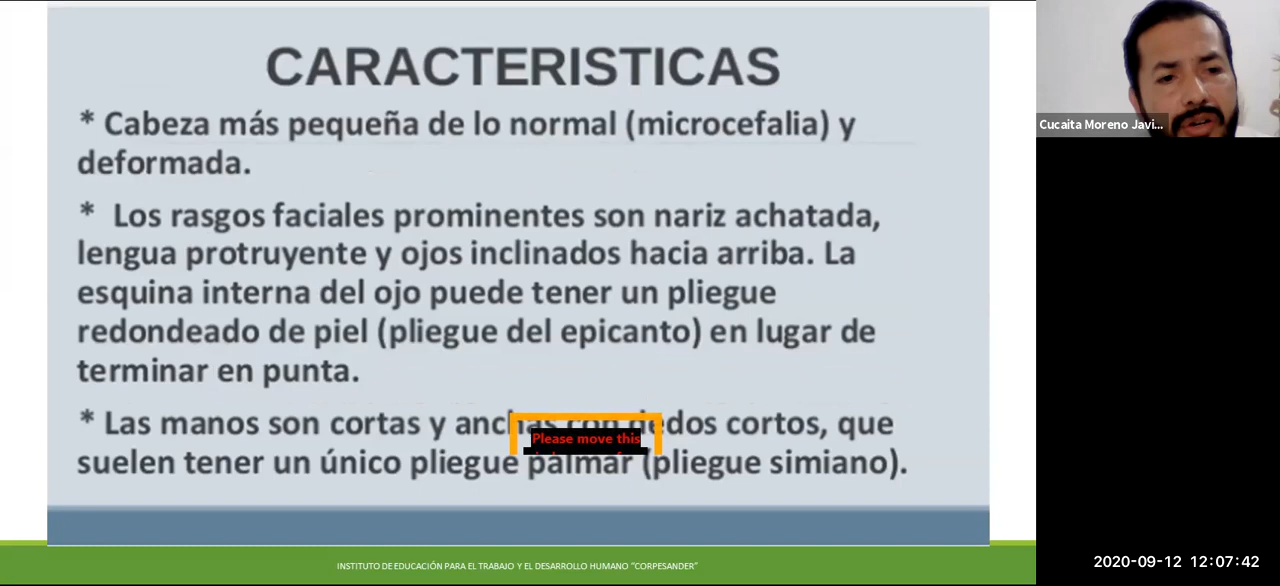 CARACTERISTICAS
* Cabeza más pequeña de lo normal (microcefalia) y
deformada.
* Los rasgos faciales prominentes son nariz achatada,
lengua protruyente y ojos inclinados hacia arriba. La
esquina interna del ojo puede tener un pliegue
redondeado de piel (pliegue del epicanto) en lugar de
terminar en punta.
* Las manos son cortas y anchas con dedos cortos, que
suelen tener un único pliegue palmar (pliegue simiano).
Please move this
INSTITUTO DE EDUCACIÓN PARA EL TRABAJO Y EL DESARROLLO HUMANO "CORPESANDER"
Cucaita Moreno Javi...
2020-09-12 12:07:42